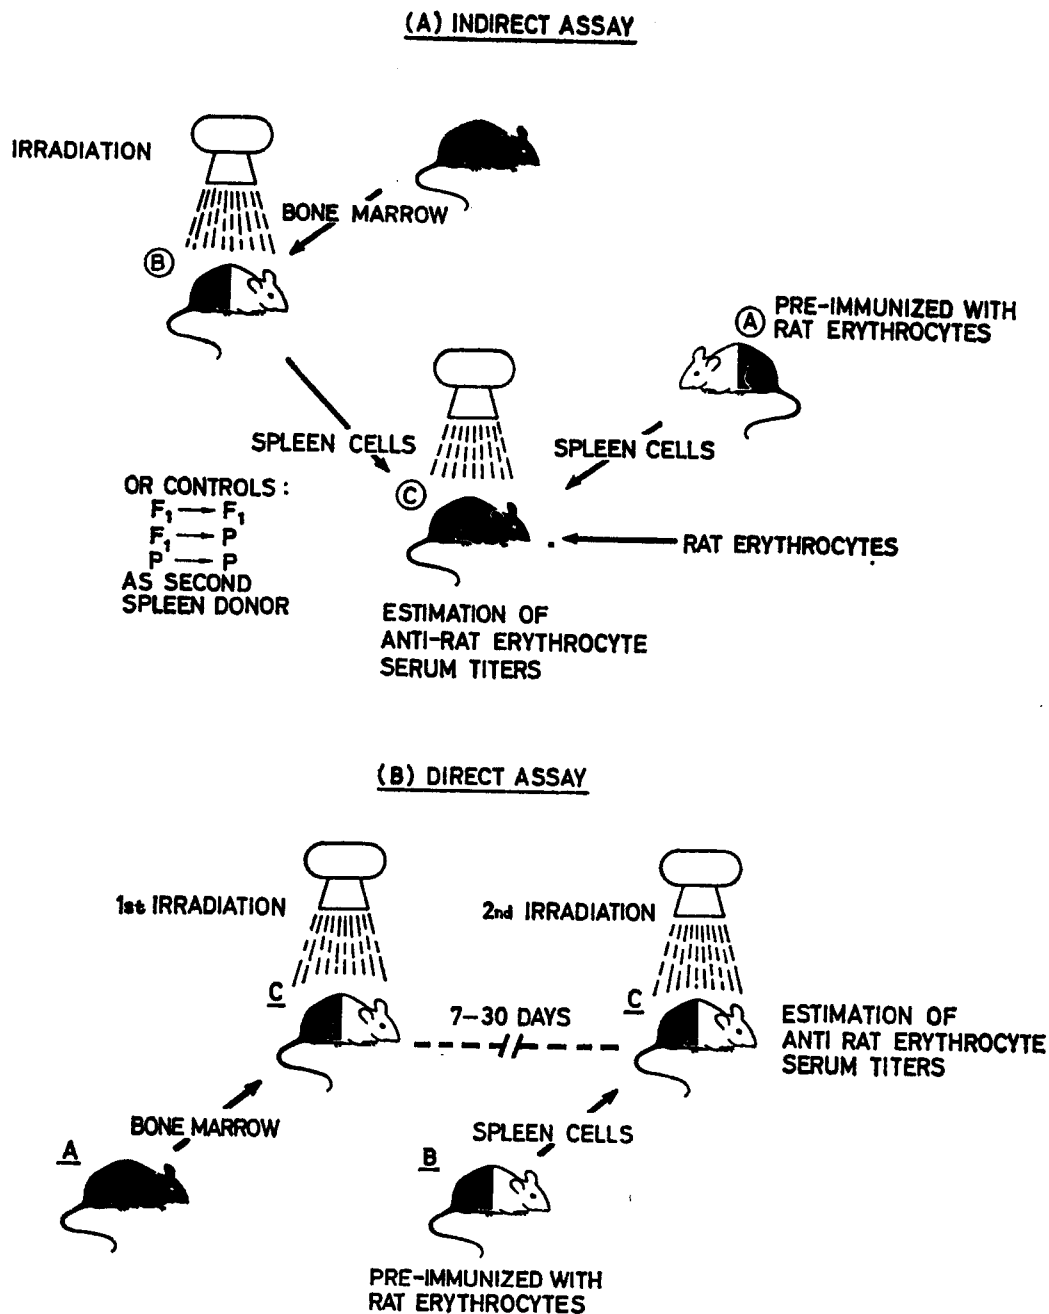 (A) INDIRECT ASSAY
IRRADIATION
BONE MARROW
B
A
PRE-IMMUNIZED WITH
RAT ERYTHROCYTES
SPLEEN CELLS
SPLEEN CELLS
OR CONTROLS :
F₁ → F₁
F₁ → P
P → P
AS SECOND
SPLEEN DONOR
C
RAT ERYTHROCYTES
ESTIMATION OF
ANTI-RAT ERYTHROCYTE
SERUM TITERS
(B) DIRECT ASSAY
1st IRRADIATION
2nd IRRADIATION
C
7-30 DAYS
C
ESTIMATION OF
ANTI RAT ERYTHROCYTE
SERUM TITERS
BONE MARROW
A
SPLEEN CELLS
B
PRE-IMMUNIZED WITH
RAT ERYTHROCYTES